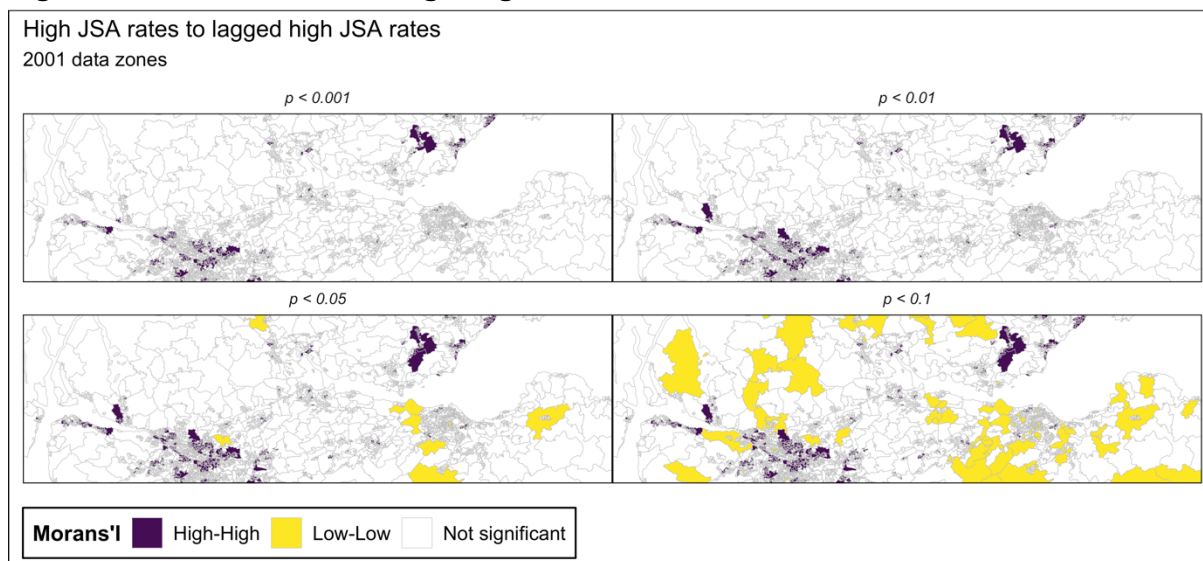 High JSA rates to lagged high JSA rates
2001 data zones
p < 0.001
p < 0.01
p < 0.05
p < 0.1
Morans'I High-High Low-Low Not significant